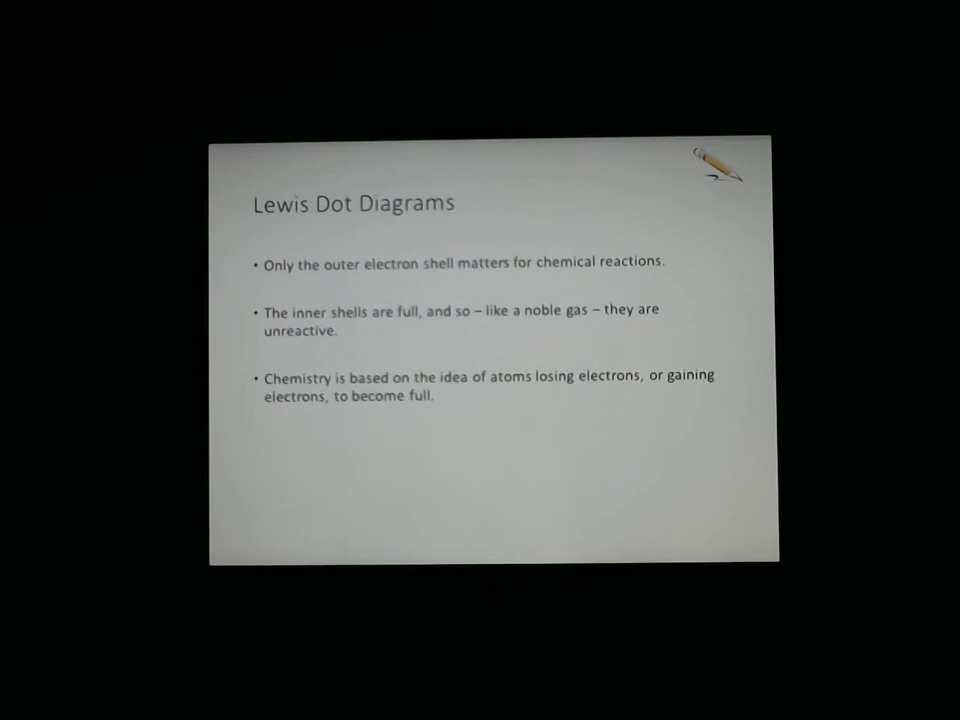 Lewis Dot Diagrams
• Only the outer electron shell matters for chemical reactions.
• The inner shells are full, and so – like a noble gas – they are
unreactive.
• Chemistry is based on the idea of atoms losing electrons, or gaining
electrons, to become full.